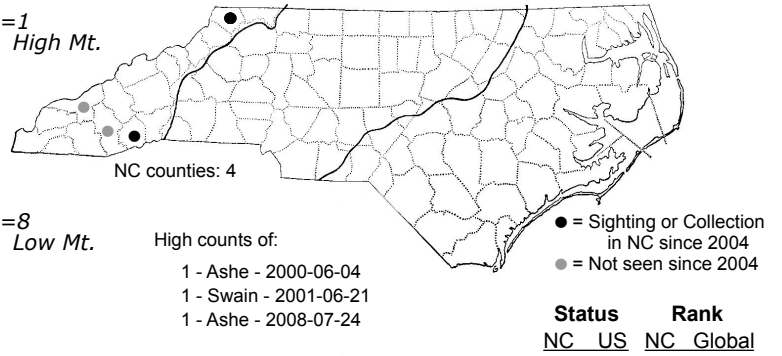 =1
High Mt.
NC counties: 4
=8
Low Mt.
High counts of:
1 - Ashe - 2000-06-04
1 - Swain - 2001-06-21
1 - Ashe - 2008-07-24
= Sighting or Collection
in NC since 2004
= Not seen since 2004
Status Rank
NC US NC Global